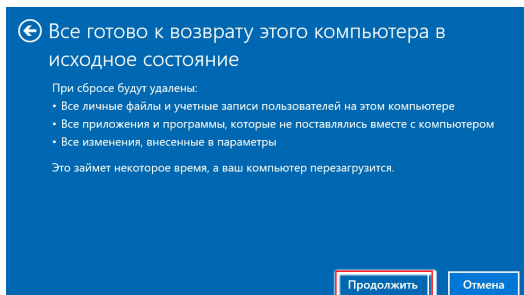 Все готово к возврату этого компьютера в
исходное состояние
При сбросе будут удалены:
• Все личные файлы и учетные записи пользователей на этом компьютере
• Все приложения и программы, которые не поставлялись вместе с компьютером
• Все изменения, внесенные в параметры
Это займет некоторое время, а ваш компьютер перезагрузится.
Продолжить Отмена